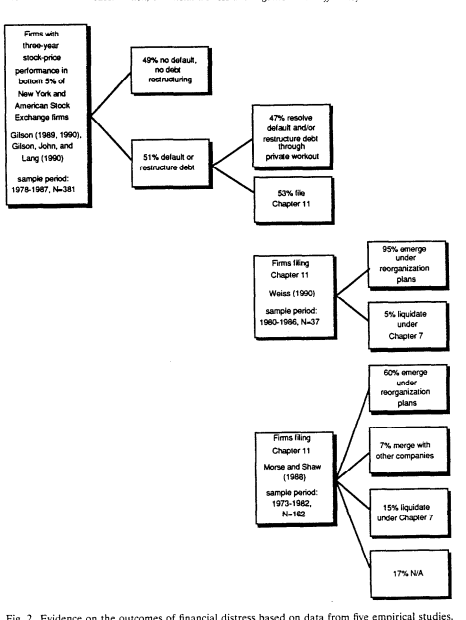 Firms with
three-year
stock-price
performance in
bottom 5% of
New York and
American Stock
Exchange firms
Gilson (1989, 1990),
Gilson, John, and
Lang (1990)
sample period:
1978-1987, N=381
49% no default,
no debt
restructuring
51% default or
restructure debt
47% resolve
default and/or
restructure debt
through
private workout
53% file
Chapter 11
Firms filing
Chapter 11
Weiss (1990)
sample period:
1980-1986, N=37
95% emerge
under
reorganization
plans
5% liquidate
under
Chapter 7
Firms filing
Chapter 11
Morse and Shaw
(1988)
sample period:
1973-1982,
N=162
60% emerge
under
reorganization
plans
7% merge with
other companies
15% liquidate
under Chapter 7
17% N/A
Fig. 2. Evidence on the outcomes of financial distress based on data from five empirical studies.